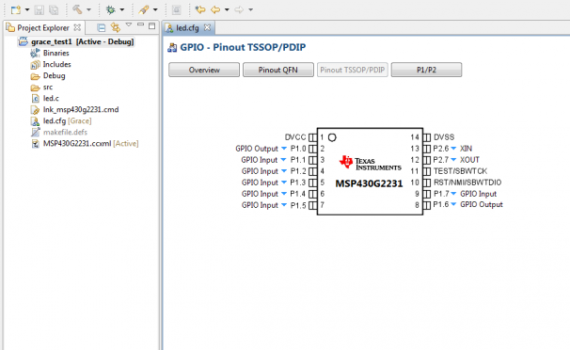 Project Explorer
grace_test1 [Active - Debug]
Binaries
Includes
Debug
src
led.c
lnk_msp430g2231.cmd
led.cfg [Grace]
makefile.defs
MSP430G2231.ccxml [Active]
led.cfg
GPIO - Pinout TSSOP/PDIP
Overview Pinout QFN Pinout TSSOP/PDIP P1/P2
DVCC 1 14 DVSS
GPIO Output P1.0 2 13 P2.6 XIN
GPIO Input P1.1 3 12 P2.7 XOUT
GPIO Input P1.2 4 11 TEST/SBWTCK
GPIO Input P1.3 5 10 RST/NMI/SBWTDIO
GPIO Input P1.4 6 9 P1.7 GPIO Input
GPIO Input P1.5 7 8 P1.6 GPIO Output
TEXAS
INSTRUMENTS
MSP430G2231